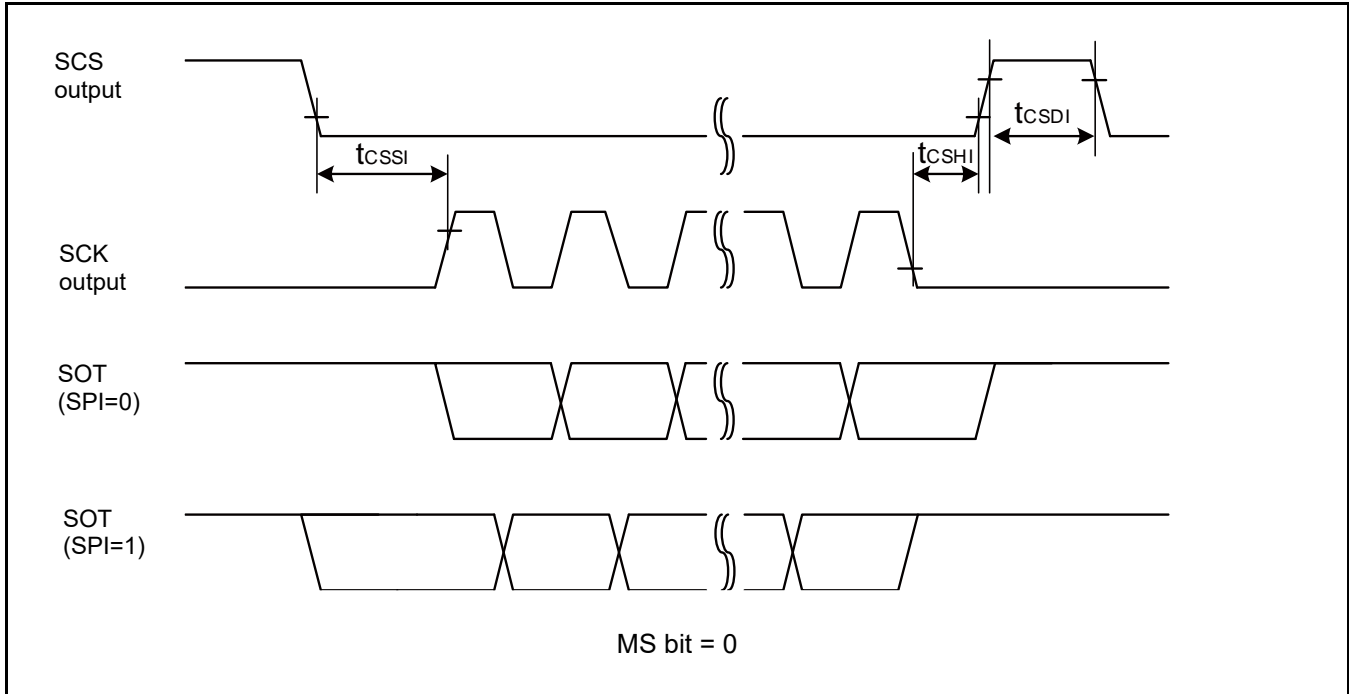 SCS
output
tCSDI
tCSSI
tCSHI
SCK
output
SOT
(SPI=0)
SOT
(SPI=1)
MS bit = 0